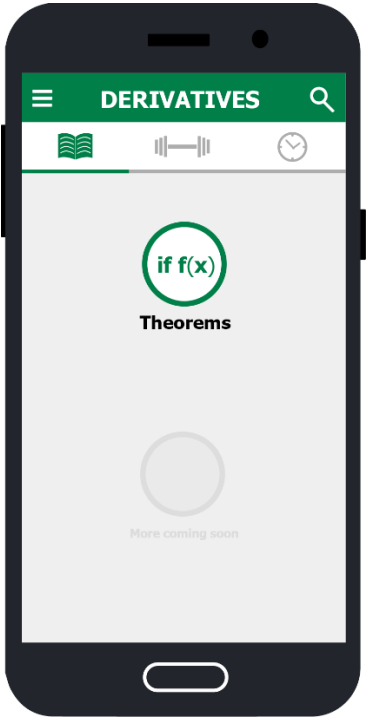 DERIVATIVES
if f(x)
Theorems
More coming soon